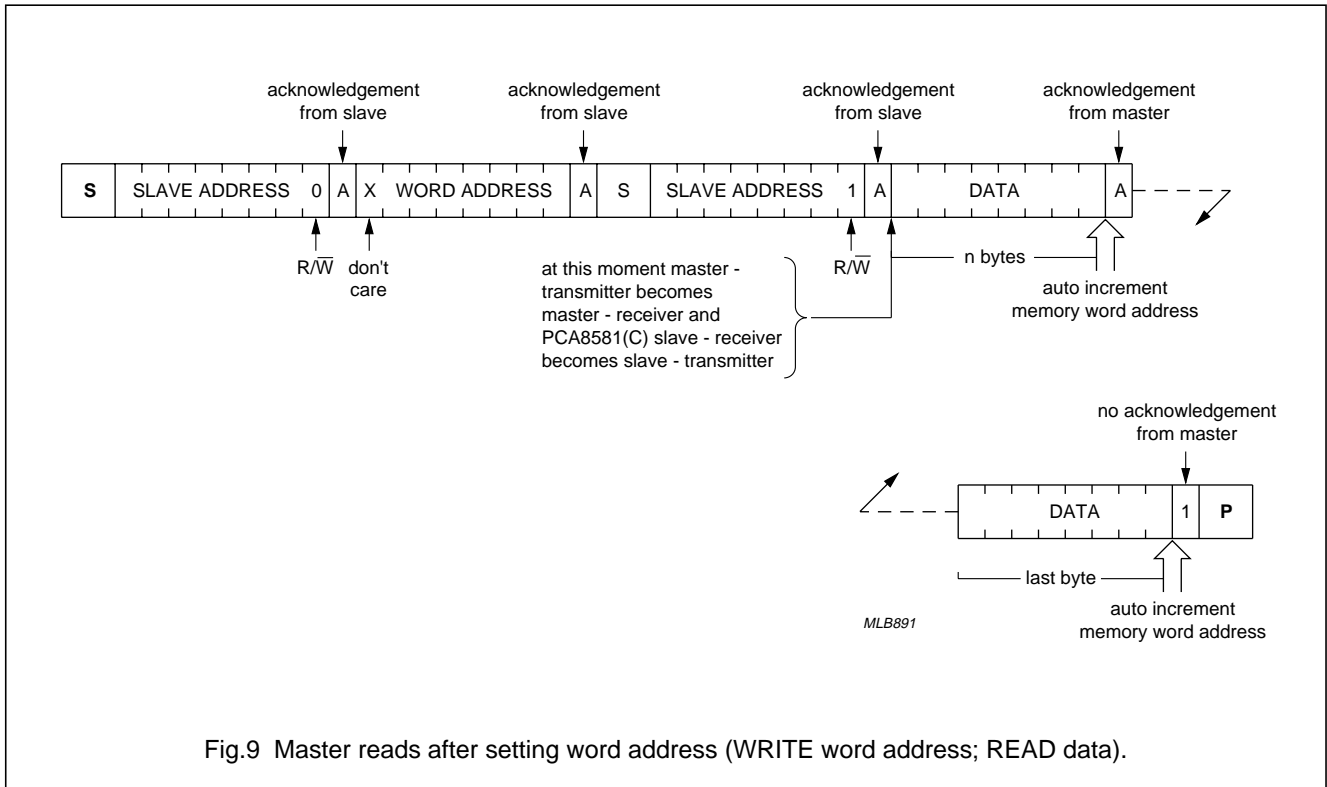 acknowledgement from slave
acknowledgement from slave
acknowledgement from slave
acknowledgement from master
S SLAVE ADDRESS 0 A X WORD ADDRESS A S SLAVE ADDRESS 1 A DATA A
R/W̅
don't care
at this moment master -
transmitter becomes
master - receiver and
PCA8581(C) slave - receiver
becomes slave - transmitter
R/W̅
n bytes
auto increment
memory word address
no acknowledgement
from master
DATA 1 P
last byte
auto increment
memory word address
MLB891
Fig.9 Master reads after setting word address (WRITE word address; READ data).